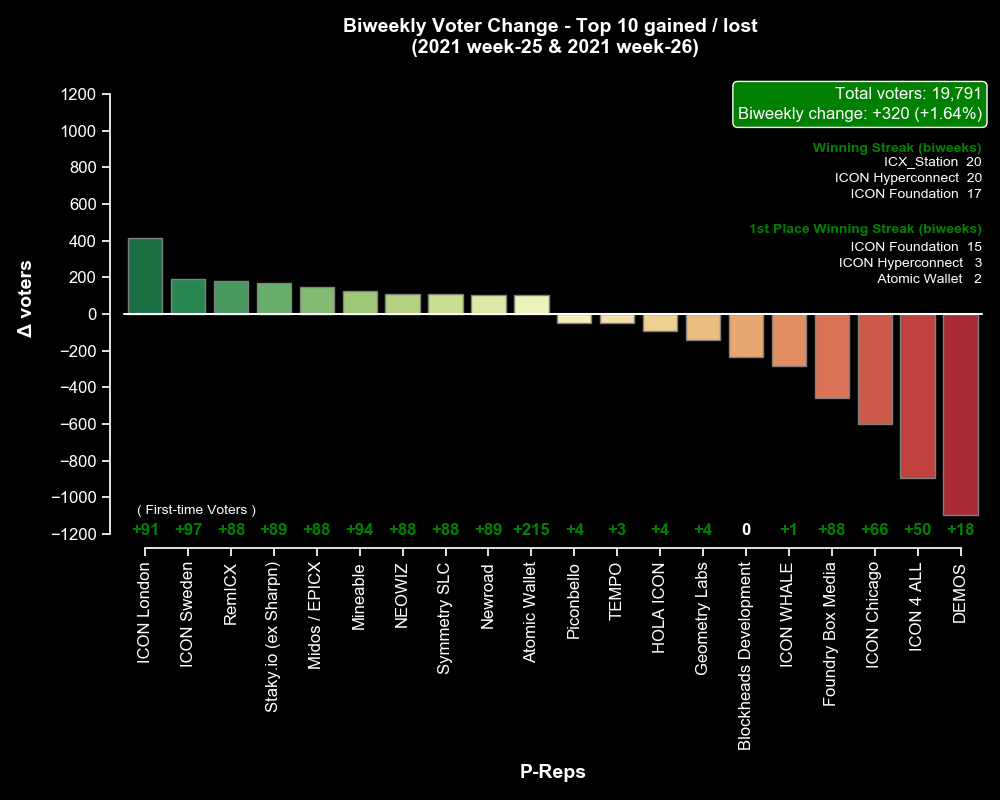 Biweekly Voter Change - Top 10 gained / lost
(2021 week-25 & 2021 week-26)
Total voters: 19,791
Biweekly change: +320 (+1.64%)
Winning Streak (biweeks)
ICX_Station 20
ICON Hyperconnect 20
ICON Foundation 17
1st Place Winning Streak (biweeks)
ICON Foundation 15
ICON Hyperconnect 3
Atomic Wallet 2
Δ voters
1200
1000
800
600
400
200
0
−200
−400
−600
−800
−1000
−1200
( First-time Voters )
+91 +97 +88 +89 +88 +94 +88 +88 +89 +215 +4 +3 +4 +4 0 +1 +88 +66 +50 +18
ICON London
ICON Sweden
RemICX
Staky.io (ex Sharpn)
Midos / EPICX
Mineable
NEOWIZ
Symmetry SLC
Newroad
Atomic Wallet
Piconbello
TEMPO
HOLA ICON
Geometry Labs
Blockheads Development
ICON WHALE
Foundry Box Media
ICON Chicago
ICON 4 ALL
DEMOS
P-Reps